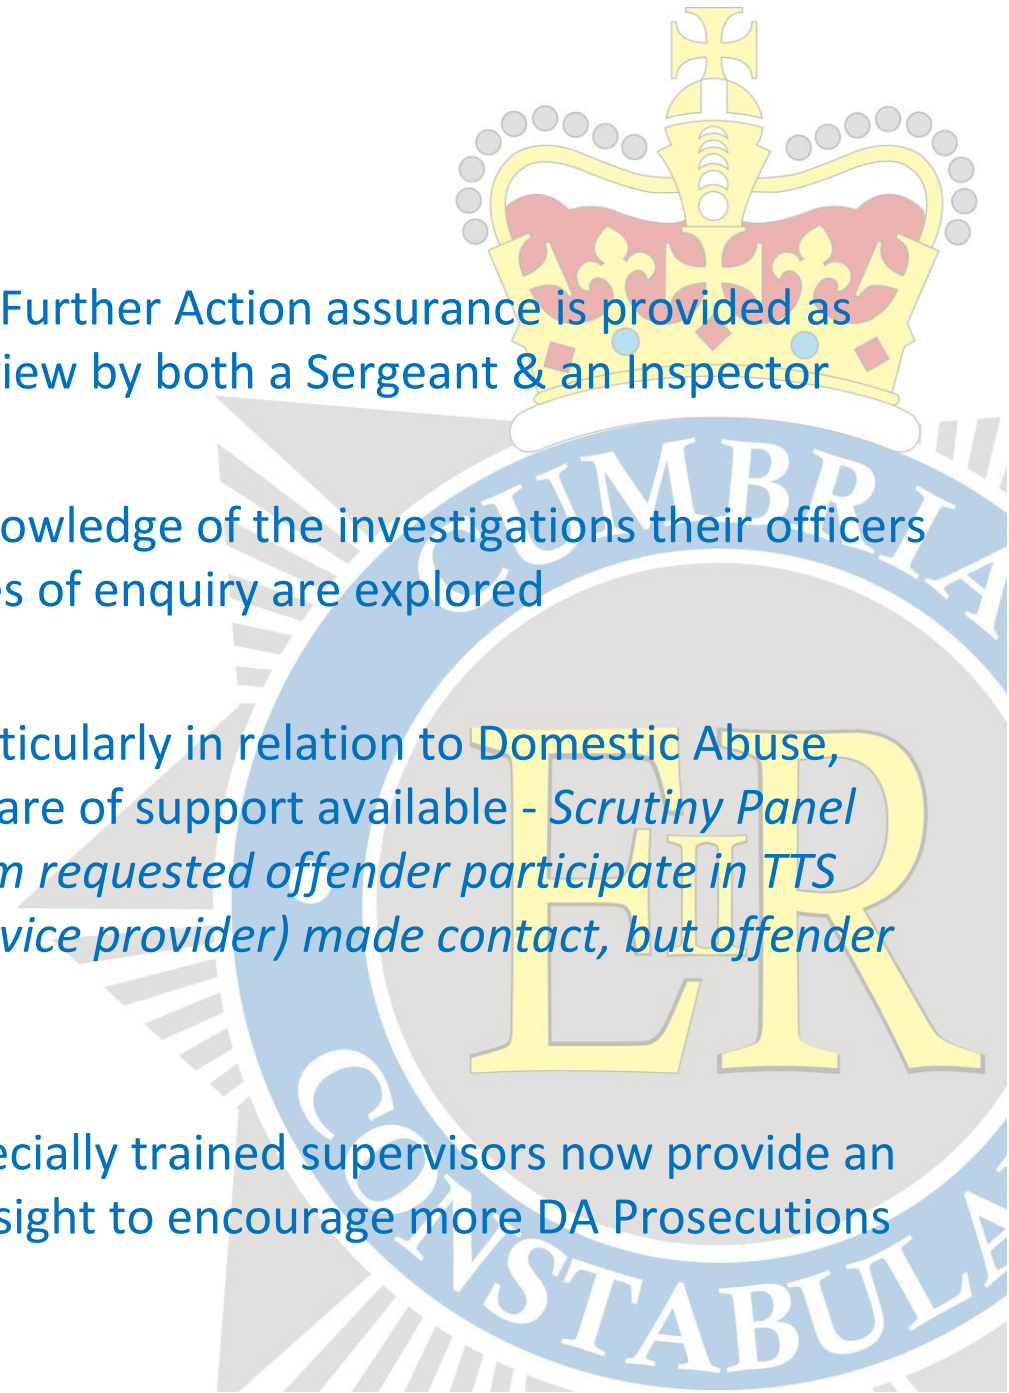 Further Action assurance is provided as
iew by both a Sergeant & an Inspector
owledge of the investigations their officers
es of enquiry are explored
ticularly in relation to Domestic Abuse,
are of support available - Scrutiny Panel
m requested offender participate in TTS
vice provider) made contact, but offender
ecially trained supervisors now provide an
sight to encourage more DA Prosecutions
CUMBRIA
EIIR
CONSTABULA